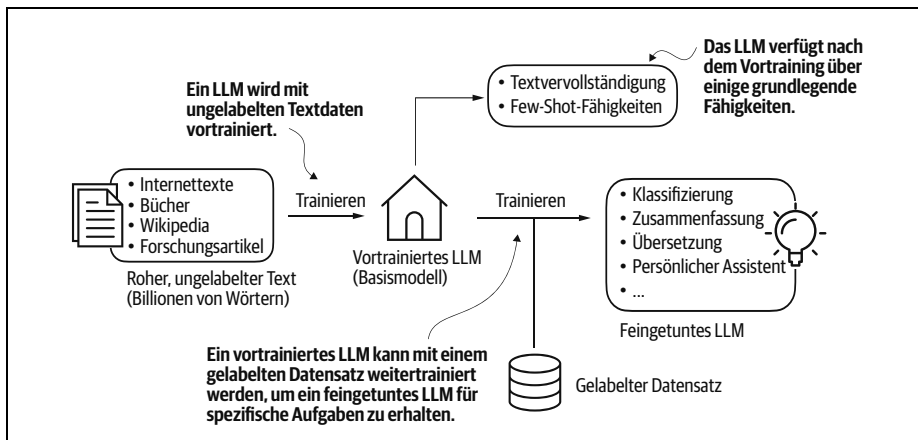 Ein LLM wird mit
ungelabelten Textdaten
vortrainiert.
• Textvervollständigung
• Few-Shot-Fähigkeiten
Das LLM verfügt nach
dem Vortraining über
einige grundlegende
Fähigkeiten.
• Internettexte
• Bücher
• Wikipedia
• Forschungsartikel
Roher, ungelabelter Text
(Billionen von Wörtern)
Trainieren
Vortrainiertes LLM
(Basismodell)
Trainieren
• Klassifizierung
• Zusammenfassung
• Übersetzung
• Persönlicher Assistent
• ...
Feingetuntes LLM
Ein vortrainiertes LLM kann mit einem
gelabelten Datensatz weitertrainiert
werden, um ein feingetuntes LLM für
spezifische Aufgaben zu erhalten.
Gelabelter Datensatz